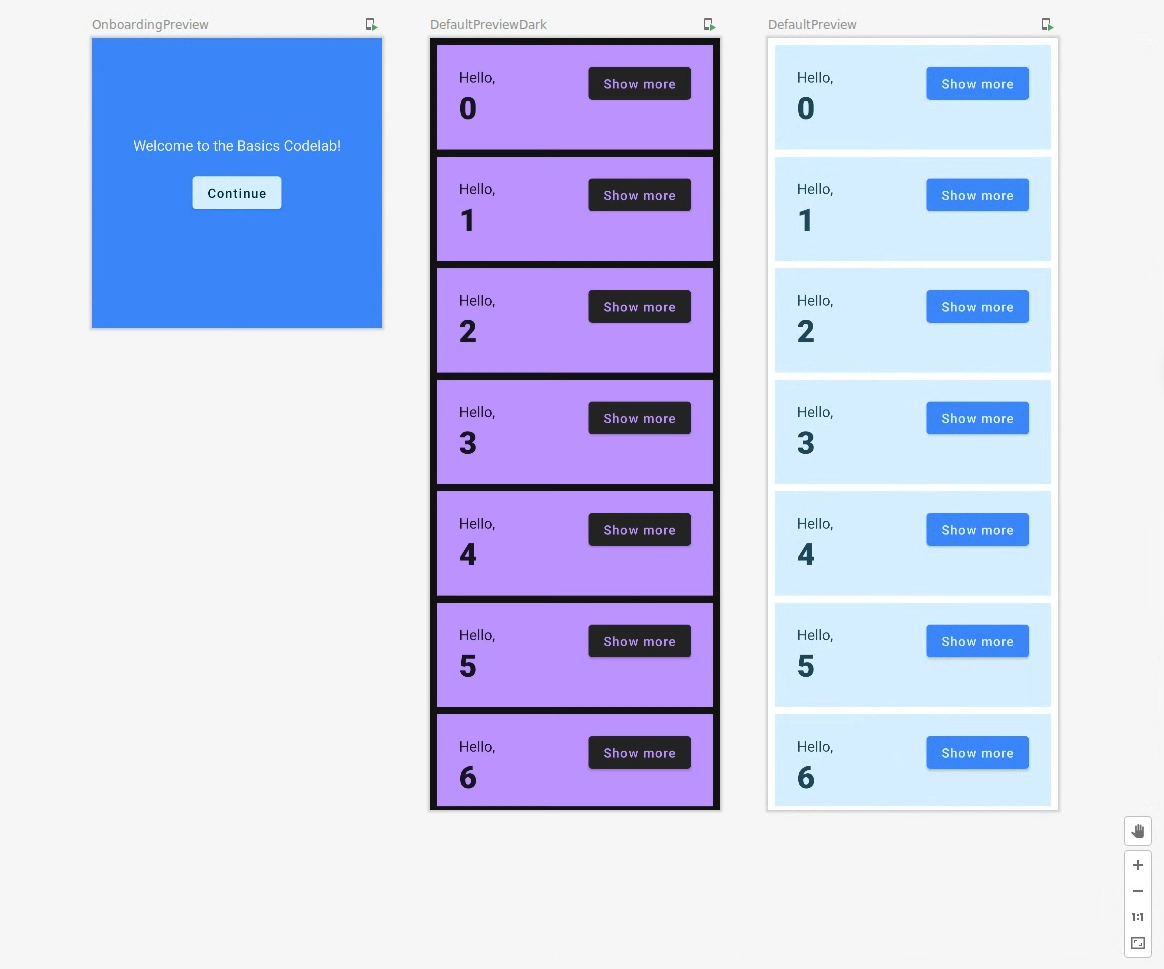 OnboardingPreview
Welcome to the Basics Codelab!
Continue
DefaultPreviewDark
Hello,
Show more
0
Hello,
Show more
1
Hello,
Show more
2
Hello,
Show more
3
Hello,
Show more
4
Hello,
Show more
5
Hello,
Show more
6
DefaultPreview
Hello,
Show more
0
Hello,
Show more
1
Hello,
Show more
2
Hello,
Show more
3
Hello,
Show more
4
Hello,
Show more
5
Hello,
Show more
6
1:1